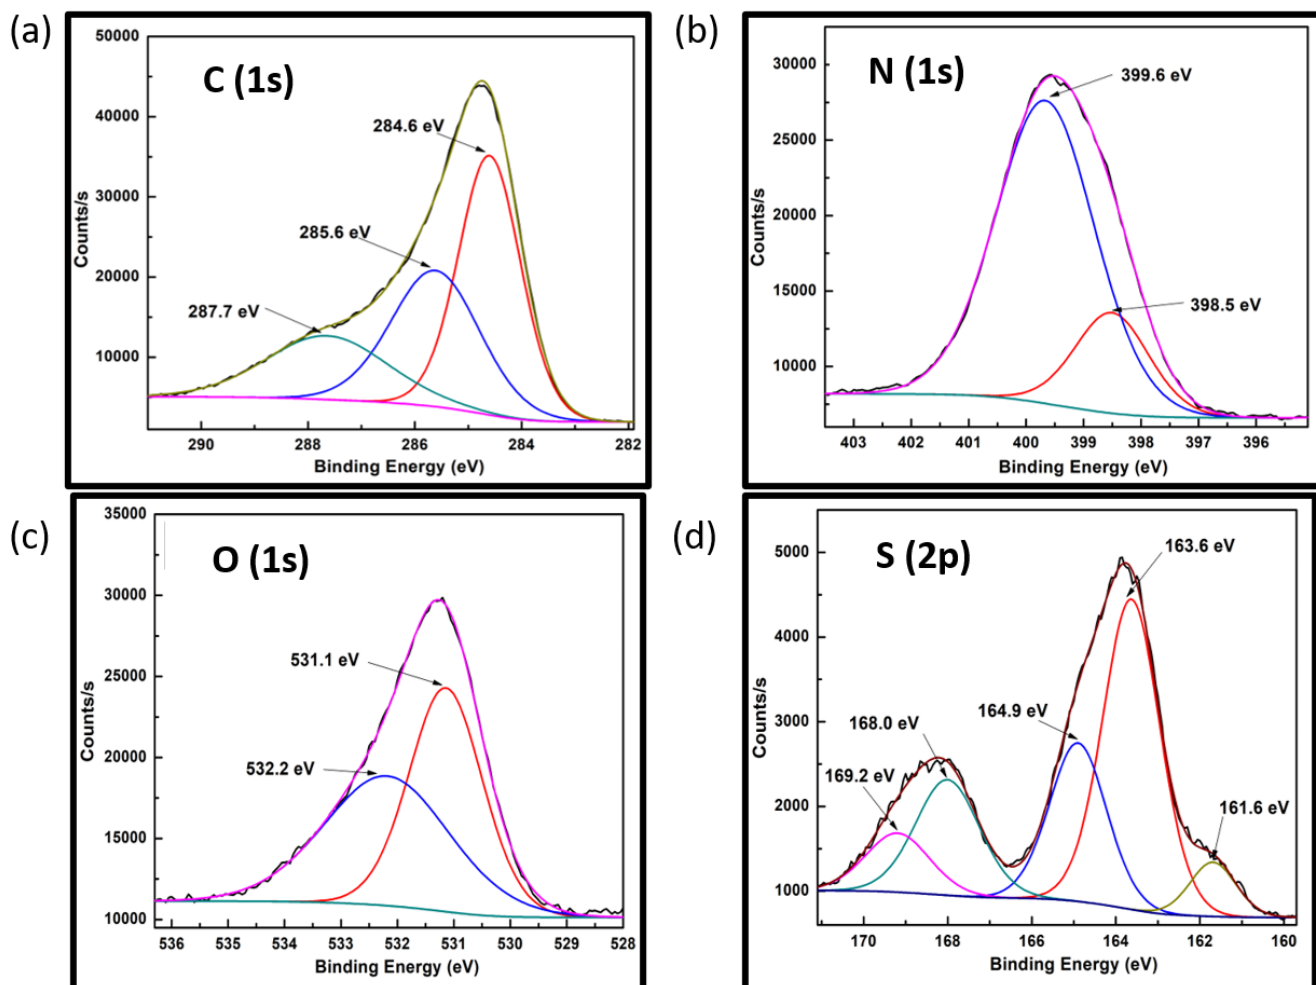 (a)
C (1s)
50000
40000
30000
20000
10000
Counts/s
284.6 eV
285.6 eV
287.7 eV
290 288 286 284 282
Binding Energy (eV)
(b)
N (1s)
30000
25000
20000
15000
10000
Counts/s
399.6 eV
398.5 eV
403 402 401 400 399 398 397 396
Binding Energy (eV)
(c)
O (1s)
35000
30000
25000
20000
15000
10000
Counts/s
531.1 eV
532.2 eV
536 535 534 533 532 531 530 529 528
Binding Energy (eV)
(d)
S (2p)
5000
4000
3000
2000
1000
Counts/s
163.6 eV
164.9 eV
168.0 eV
169.2 eV
161.6 eV
170 168 166 164 162 160
Binding Energy (eV)